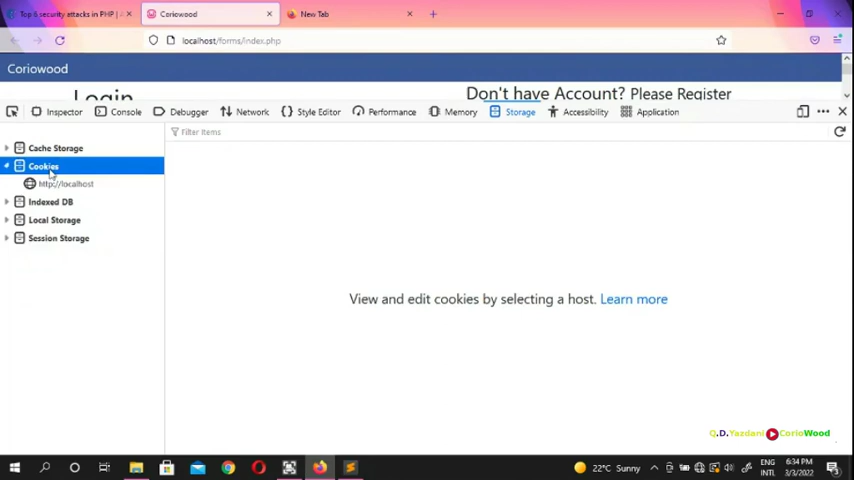 Top 6 security attacks in PHP | A
Coriowood
New Tab
localhost/forms/index.php
Coriowood
Login
Don't have Account? Please Register
Inspector
Console
Debugger
Network
Style Editor
Performance
Memory
Storage
Accessibility
Application
Filter Items
Cache Storage
Cookies
http://localhost
Indexed DB
Local Storage
Session Storage
View and edit cookies by selecting a host. Learn more
Q.D.Yazdani CorioWood
22°C Sunny
ENG
INTL
6:34 PM
3/3/2022
3